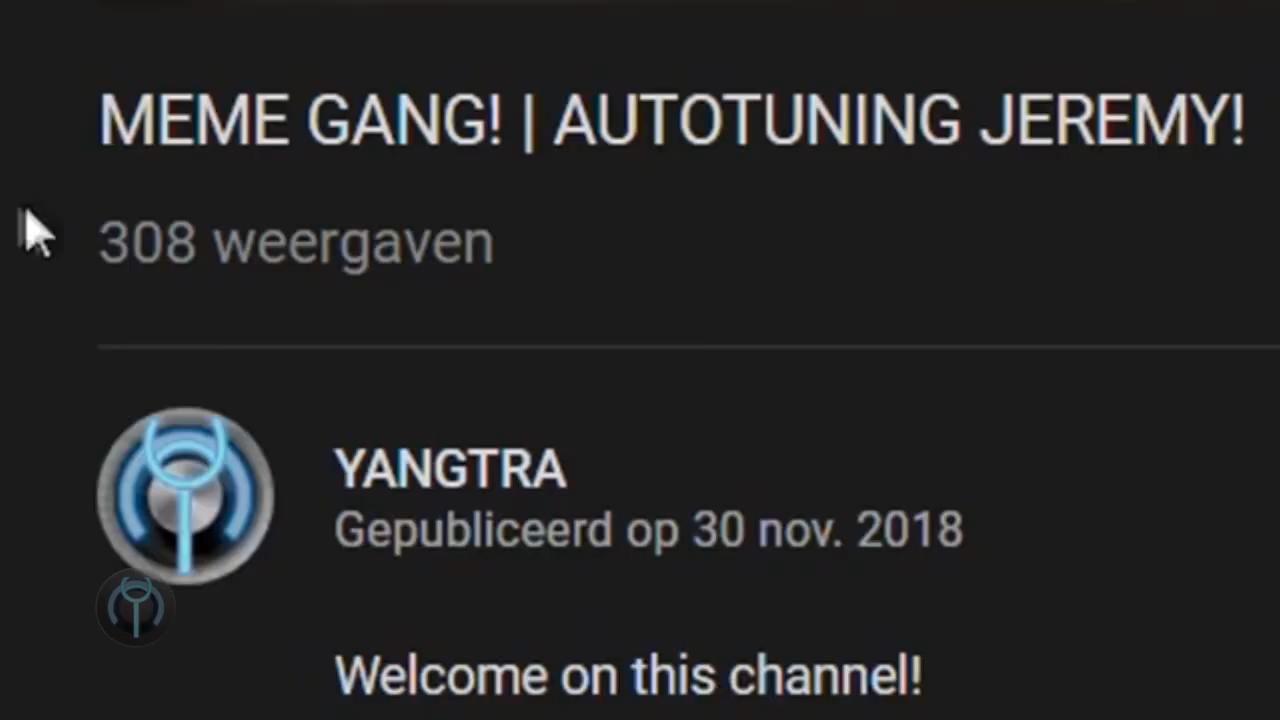 MEME GANG! | AUTOTUNING JEREMY!
308 weergaven
YANGTRA
Gepubliceerd op 30 nov. 2018
Welcome on this channel!